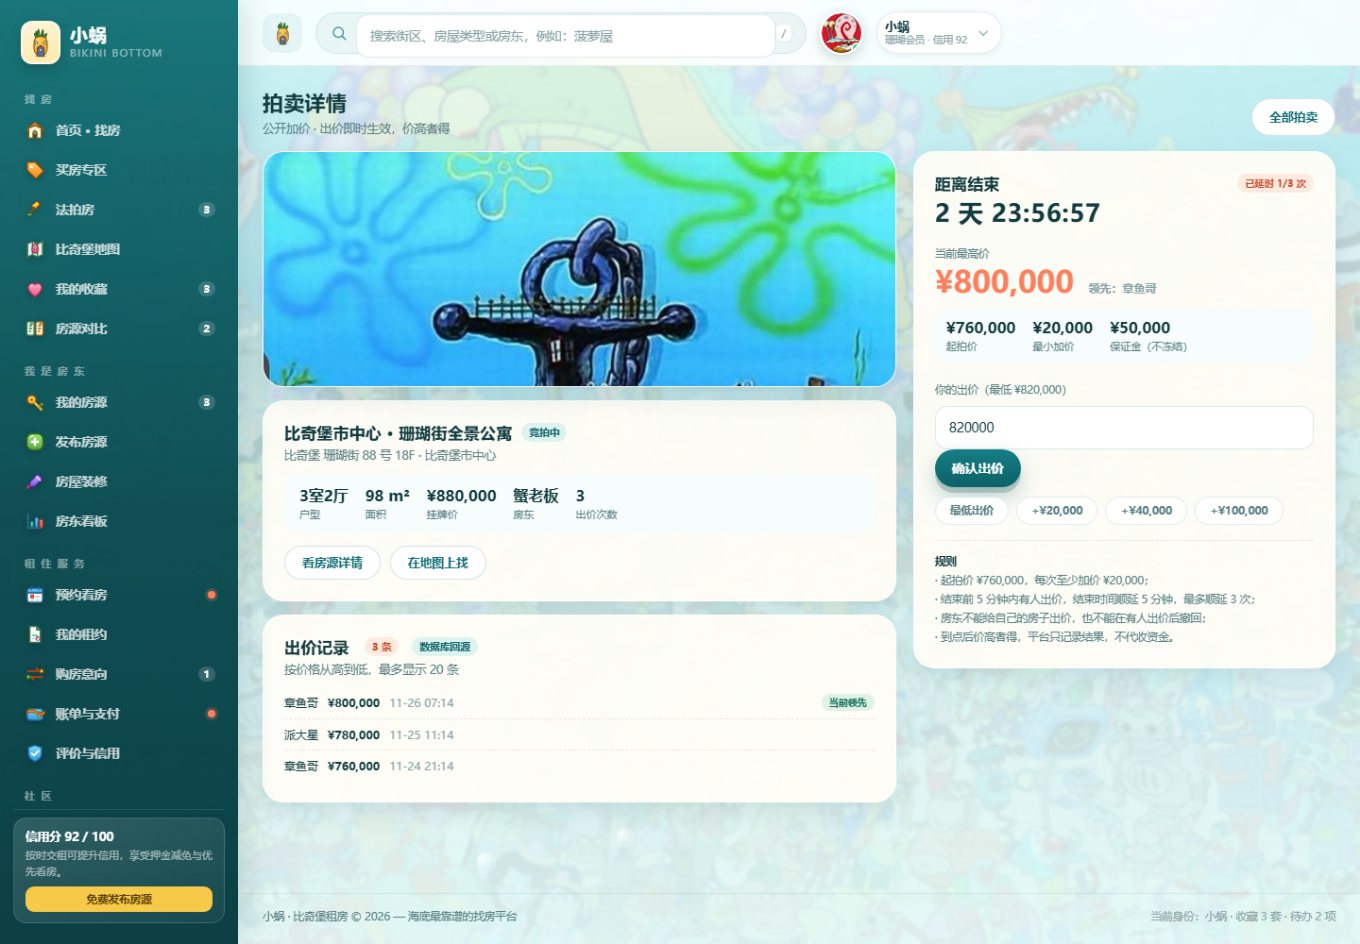 小蜗
BIKINI BOTTOM
找房
首页 • 找房
买房专区
法拍房 3
比奇堡地图
我的收藏 3
房源对比 2
我是房东
我的房源 3
发布房源
房屋装修
房东看板
租住服务
预约看房
我的租约
购房意向 1
账单与支付
评价与信用
社区
信用分 92 / 100
按时交租可提升信用，享受押金减免与优
先看房。
免费发布房源
搜索街区、房屋类型或房东，例如：菠萝屋
/
小蜗
珊瑚会员 · 信用 92
拍卖详情
公开加价 · 出价即时生效，价高者得
全部拍卖
比奇堡市中心 • 珊瑚街全景公寓 竞拍中
比奇堡 珊瑚街 88 号 18F · 比奇堡市中心
3室2厅 98 m² ¥880,000 蟹老板 3
户型 面积 挂牌价 房东 出价次数
看房源详情 在地图上找
出价记录 3 条 数据库回源
按价格从高到低，最多显示 20 条
章鱼哥 ¥800,000 11-26 07:14 当前领先
派大星 ¥780,000 11-25 11:14
章鱼哥 ¥760,000 11-24 21:14
距离结束 已延时 1/3 次
2 天 23:56:57
当前最高价
¥800,000 领先：章鱼哥
¥760,000 ¥20,000 ¥50,000
起拍价 最小加价 保证金（不冻结）
你的出价（最低 ¥820,000）
820000
确认出价
最低出价 +¥20,000 +¥40,000 +¥100,000
规则
· 起拍价 ¥760,000，每次至少加价 ¥20,000；
· 结束前 5 分钟内有人出价，结束时间顺延 5 分钟，最多顺延 3 次；
· 房东不能给自己的房子出价，也不能在有人出价后撤回；
· 到点后价高者得，平台只记录结果，不代收资金。
小蜗 · 比奇堡租房 © 2026 — 海底最靠谱的找房平台
当前身份：小蜗 · 收藏 3 套 · 待办 2 项